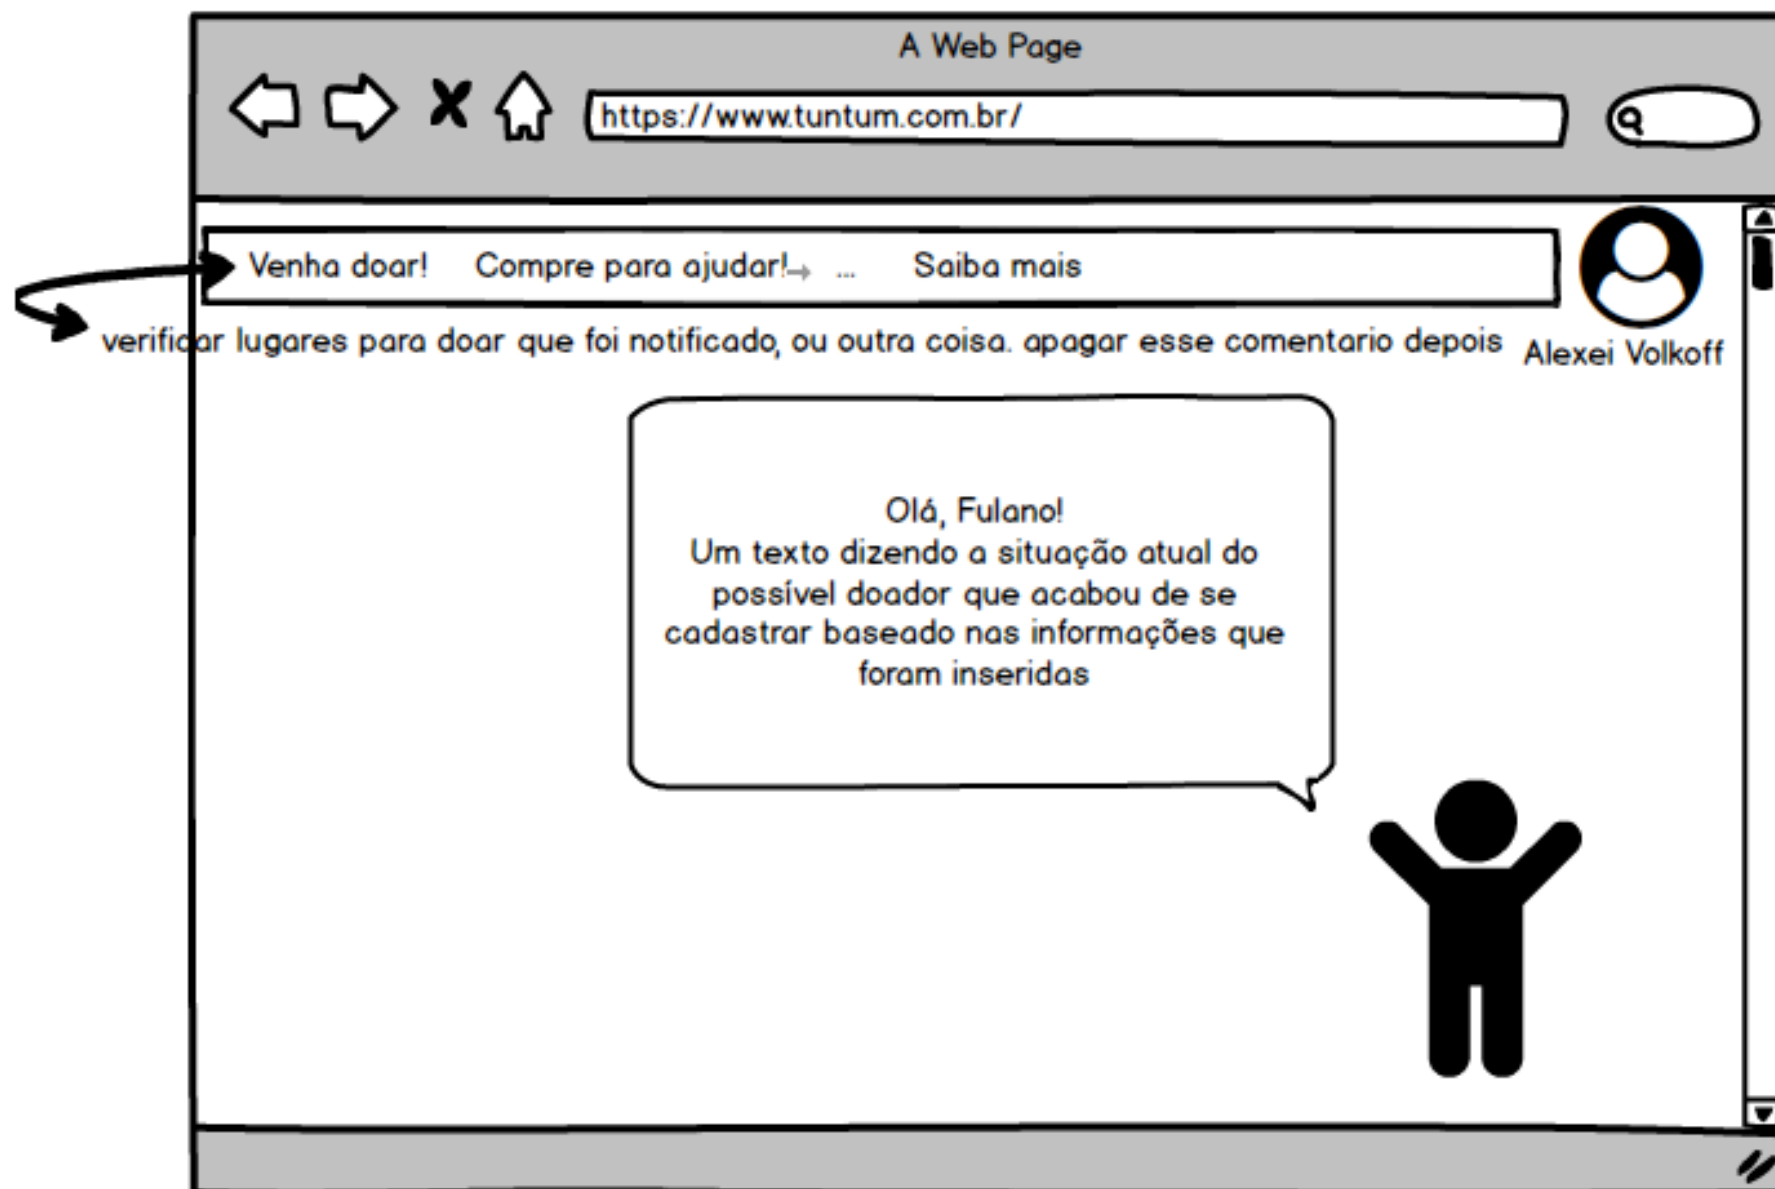 A Web Page
https://www.tuntum.com.br/
Venha doar! Compre para ajudar! ... Saiba mais
verificar lugares para doar que foi notificado, ou outra coisa. apagar esse comentario depois
Alexei Volkoff
Olá, Fulano!
Um texto dizendo a situação atual do
possível doador que acabou de se
cadastrar baseado nas informações que
foram inseridas